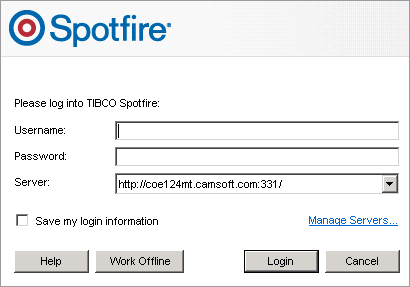 Spotfire
Please log into TIBCO Spotfire:
Username:
Password:
Server: http://coe124mt.camsoft.com:331/
Save my login information Manage Servers...
Help Work Offline Login Cancel